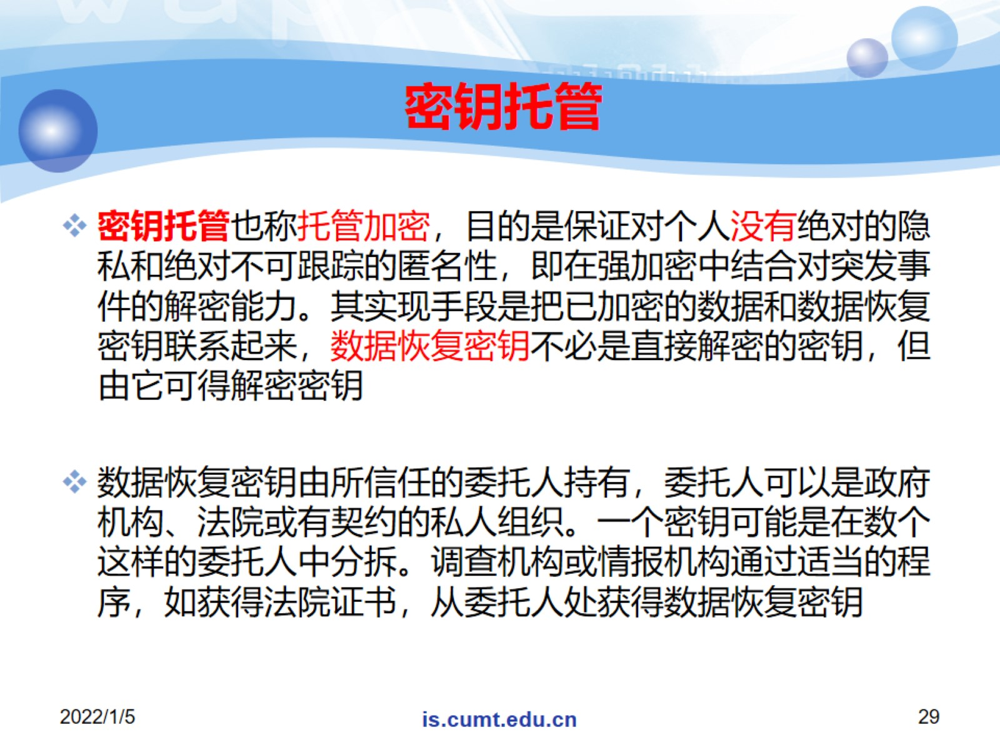 密钥托管
密钥托管也称托管加密，目的是保证对个人没有绝对的隐
私和绝对不可跟踪的匿名性，即在强加密中结合对突发事
件的解密能力。其实现手段是把已加密的数据和数据恢复
密钥联系起来，数据恢复密钥不必是直接解密的密钥，但
由它可得解密密钥
数据恢复密钥由所信任的委托人持有，委托人可以是政府
机构、法院或有契约的私人组织。一个密钥可能是在数个
这样的委托人中分拆。调查机构或情报机构通过适当的程
序，如获得法院证书，从委托人处获得数据恢复密钥
2022/1/5
is.cumt.edu.cn
29